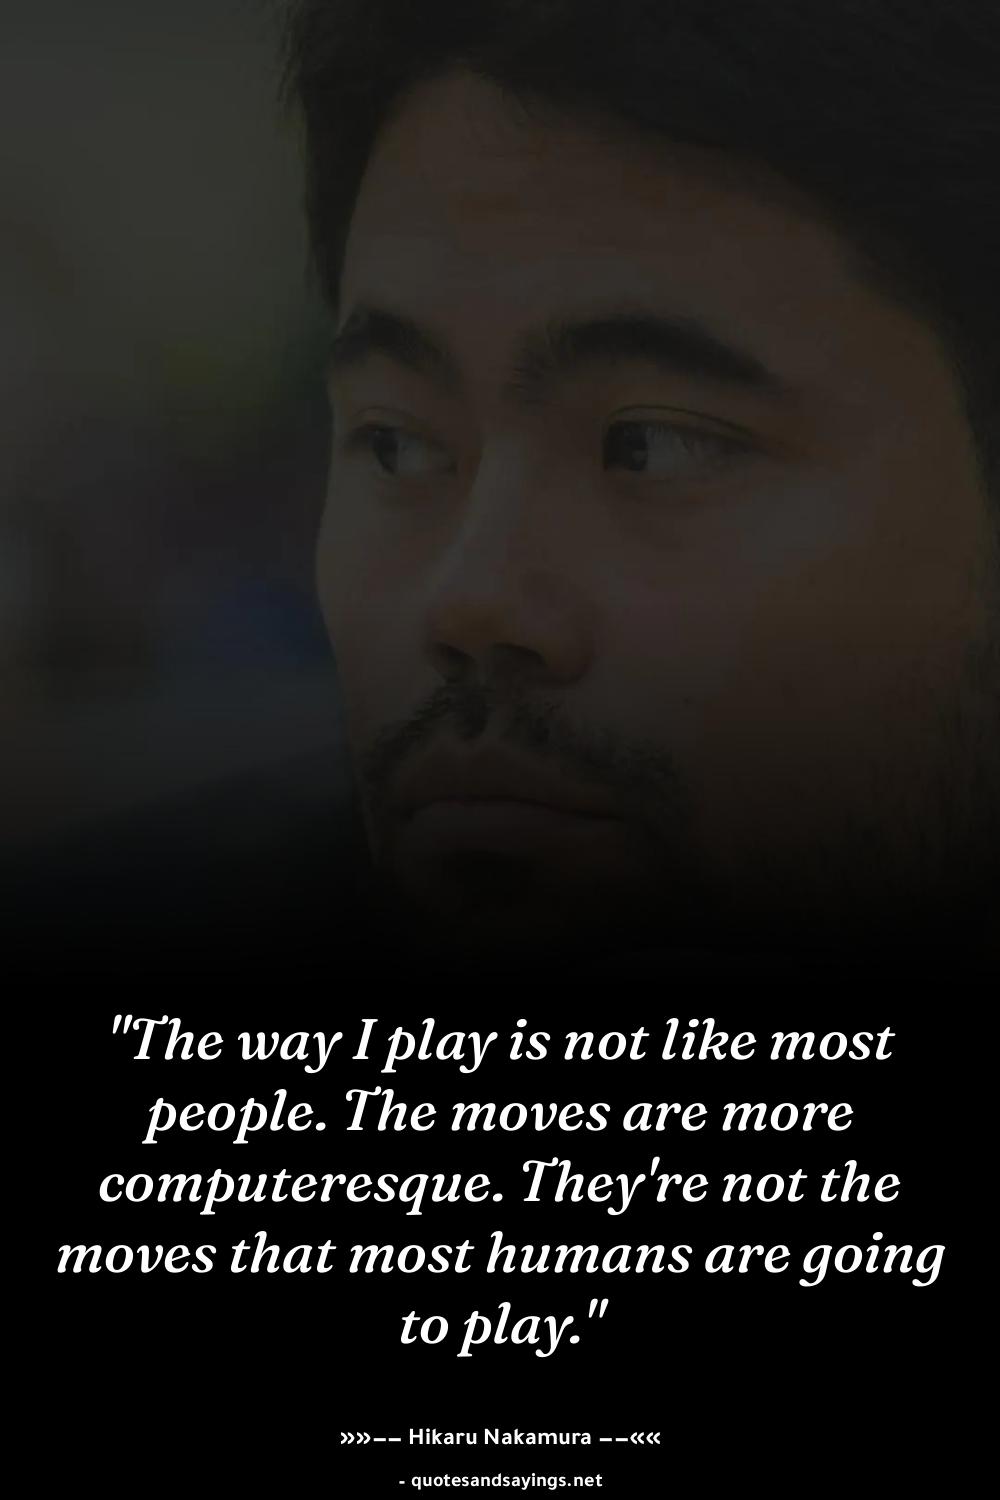 "The way I play is not like most
people. The moves are more
computeresque. They're not the
moves that most humans are going
to play."
»»−− Hikaru Nakamura −−««
- quotesandsayings.net